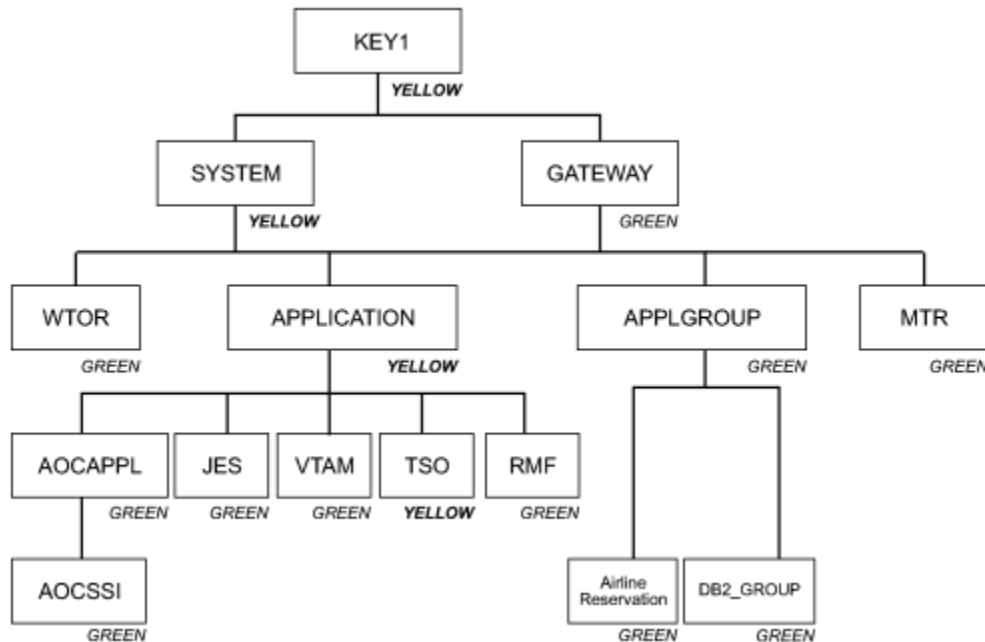 KEY1
YELLOW
SYSTEM
GATEWAY
YELLOW
GREEN
WTOR
APPLICATION
APPLGROUP
MTR
GREEN
YELLOW
GREEN
GREEN
AOCAPPL
JES
VTAM
TSO
RMF
GREEN
GREEN
GREEN
YELLOW
GREEN
AOCSSI
Airline
Reservation
DB2_GROUP
GREEN
GREEN
GREEN